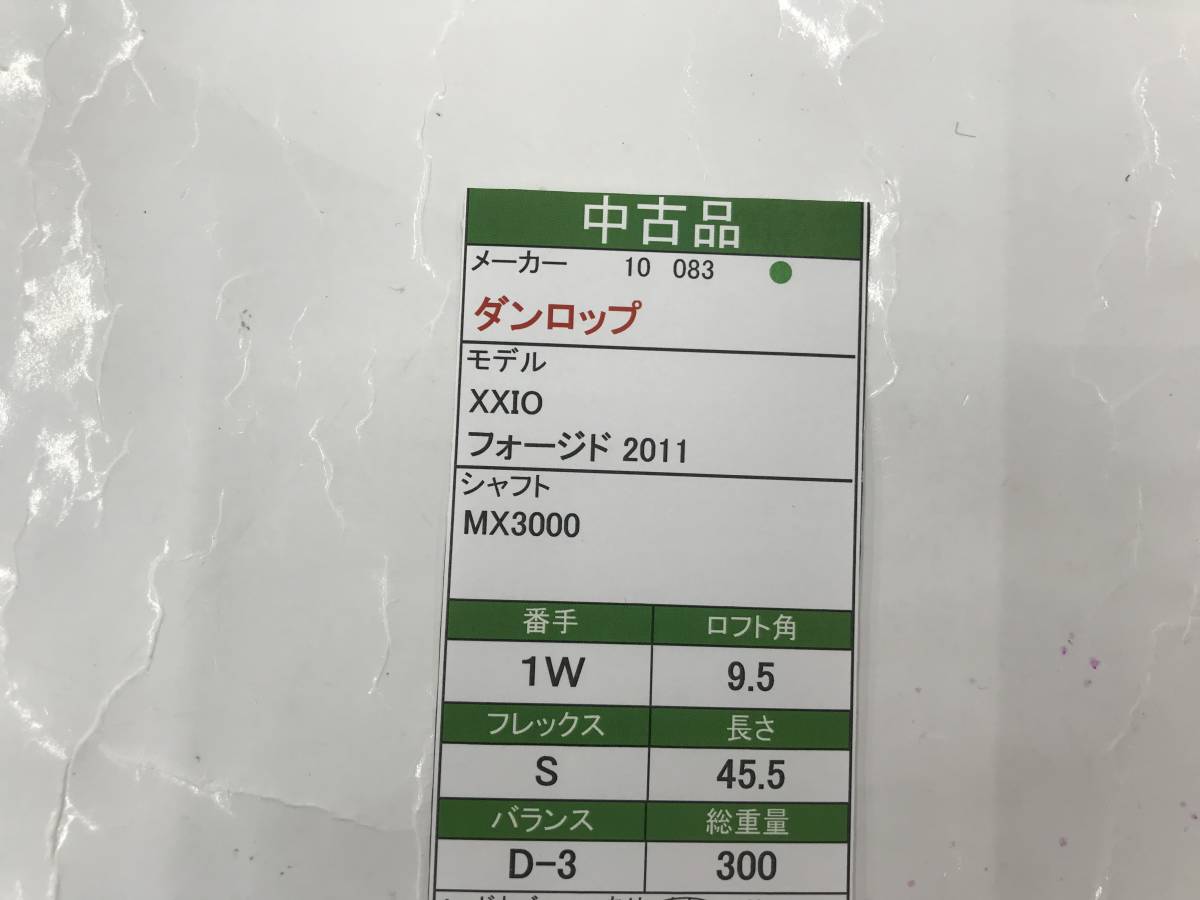 中古品
メーカー 10 083
ダンロップ
モデル
XXIO
フォージド 2011
シャフト
MX3000
番手 ロフト角
1W 9.5
フレックス 長さ
S 45.5
バランス 総重量
D-3 300